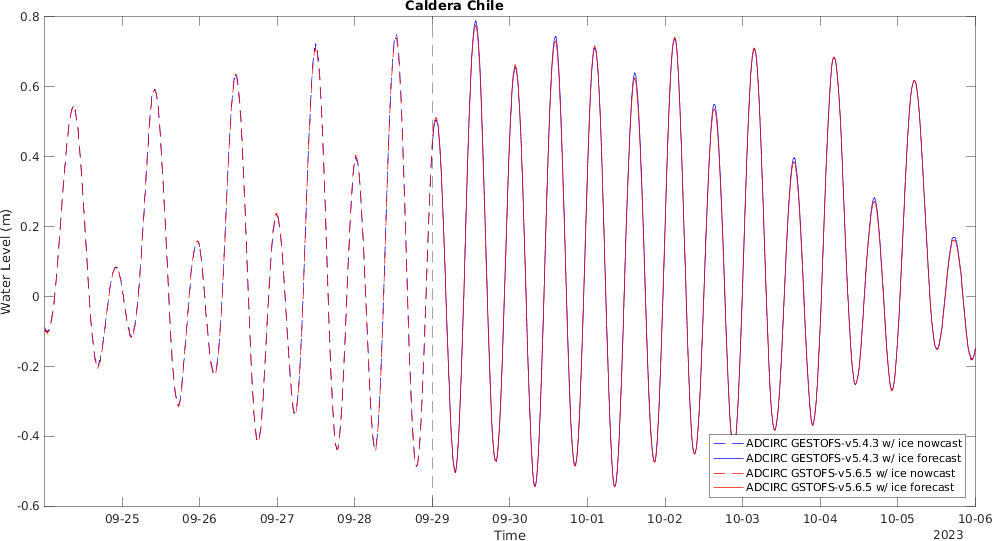 Caldera Chile
0.8
0.6
0.4
0.2
0
-0.2
-0.4
-0.6
Water Level (m)
ADCIRC GESTOFS-v5.4.3 w/ ice nowcast
ADCIRC GESTOFS-v5.4.3 w/ ice forecast
ADCIRC GSTOFS-v5.6.5 w/ ice nowcast
ADCIRC GSTOFS-v5.6.5 w/ ice forecast
09-25 09-26 09-27 09-28 09-29 09-30 10-01 10-02 10-03 10-04 10-05 10-06
Time
2023